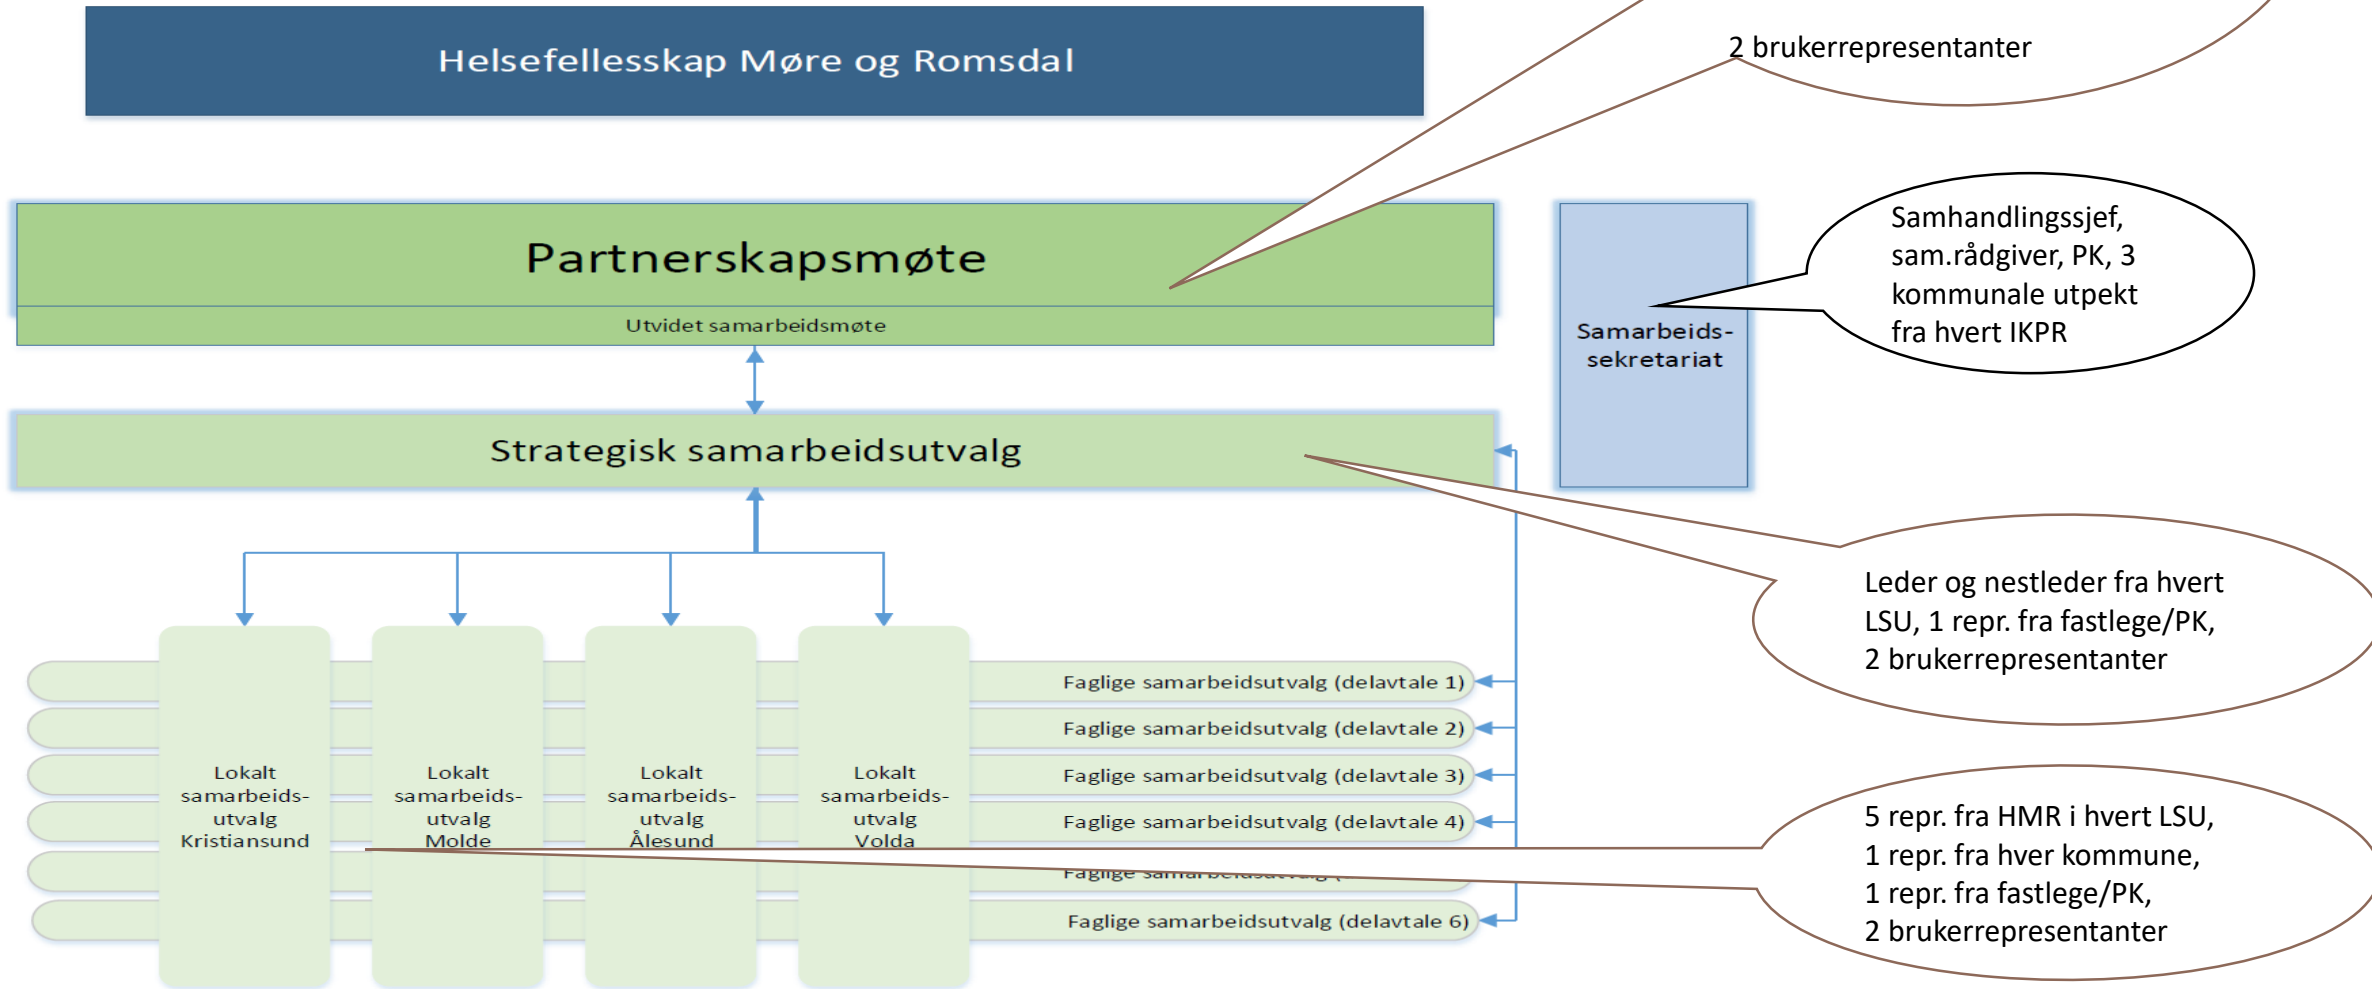 Helsefellesskap Møre og Romsdal
2 brukerrepresentanter
Partnerskapsmøte
Utvidet samarbeidsmøte
Samarbeids-
sekretariat
Samhandlingssjef,
sam.rådgiver, PK, 3
kommunale utpekt
fra hvert IKPR
Strategisk samarbeidsutvalg
Leder og nestleder fra hvert
LSU, 1 repr. fra fastlege/PK,
2 brukerrepresentanter
Lokalt
samarbeids-
utvalg
Kristiansund
Lokalt
samarbeids-
utvalg
Molde
Lokalt
samarbeids-
utvalg
Ålesund
Lokalt
samarbeids-
utvalg
Volda
Faglige samarbeidsutvalg (delavtale 1)
Faglige samarbeidsutvalg (delavtale 2)
Faglige samarbeidsutvalg (delavtale 3)
Faglige samarbeidsutvalg (delavtale 4)
Faglige samarbeidsutvalg (
Faglige samarbeidsutvalg (delavtale 6)
5 repr. fra HMR i hvert LSU,
1 repr. fra hver kommune,
1 repr. fra fastlege/PK,
2 brukerrepresentanter